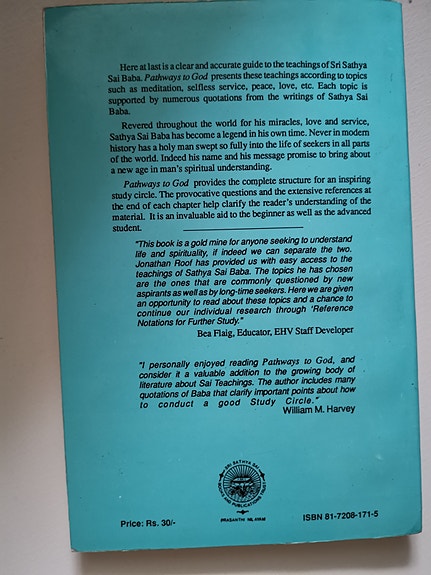 Here at last is a clear and accurate guide to the teachings of Sri Sathya
Sai Baba. Pathways to God presents these teachings according to topics
such as meditation, selfless service, peace, love, etc. Each topic is
supported by numerous quotations from the writings of Sathya Sai
Baba.
Revered throughout the world for his miracles, love and service,
Sathya Sai Baba has become a legend in his own time. Never in modern
history has a holy man swept so fully into the life of seekers in all parts
of the world. Indeed his name and his message promise to bring about
a new age in man's spiritual understanding.
Pathways to God provides the complete structure for an inspiring
study circle. The provocative questions and the extensive references at
the end of each chapter help clarify the reader's understanding of the
material. It is an invaluable aid to the beginner as well as the advanced
student.
"This book is a gold mine for anyone seeking to understand
life and spirituality, if indeed we can separate the two.
Jonathan Roof has provided us with easy access to the
teachings of Sathya Sai Baba. The topics he has chosen
are the ones that are commonly questioned by new
aspirants as well as by long-time seekers. Here we are given
an opportunity to read about these topics and a chance to
continue our individual research through 'Reference
Notations for Further Study."
Bea Flaig, Educator, EHV Staff Developer
"I personally enjoyed reading Pathways to God, and
consider it a valuable addition to the growing body of
literature about Sai Teachings. The author includes many
quotations of Baba that clarify important points about how
to conduct a good Study Circle."
William M. Harvey
SRI SATHYA SAI
BOOKS AND PUBLICATIONS TRUST
PRASANTHI NILAYAM
Price: Rs. 30/-
ISBN 81-7208-171-5